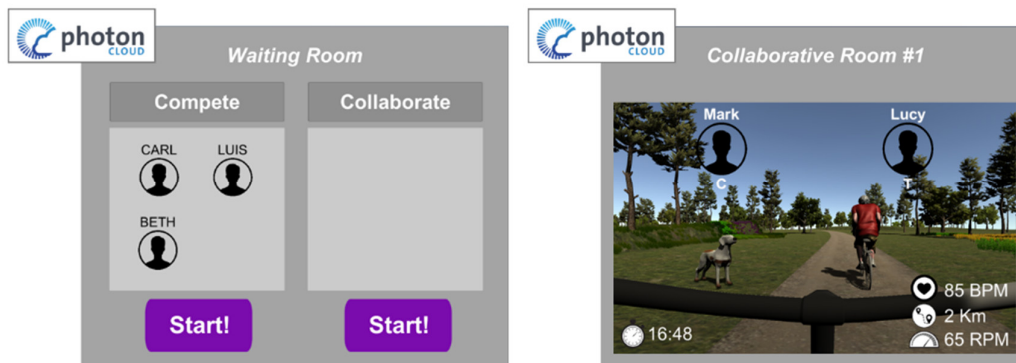 photon
CLOUD
Waiting Room
Compete
Collaborate
CARL
LUIS
BETH
Start!
Start!
photon
CLOUD
Collaborative Room #1
Mark
Lucy
C
T
85 BPM
2 Km
16:48
65 RPM